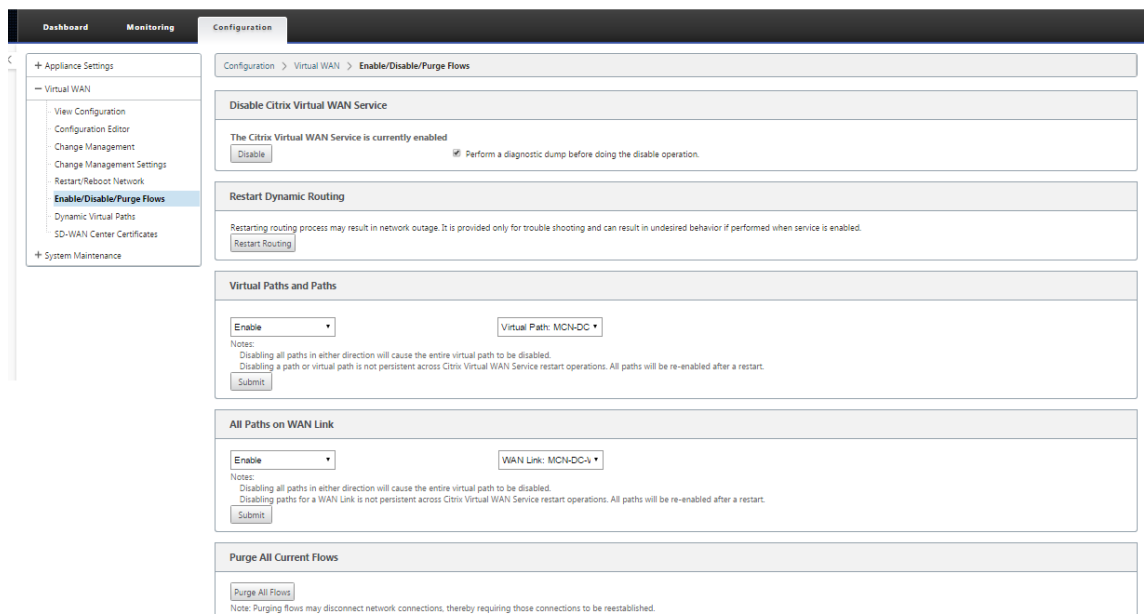 Dashboard Monitoring Configuration
+ Appliance Settings
− Virtual WAN
View Configuration
Configuration Editor
Change Management
Change Management Settings
Restart/Reboot Network
Enable/Disable/Purge Flows
Dynamic Virtual Paths
SD-WAN Center Certificates
+ System Maintenance
Configuration > Virtual WAN > Enable/Disable/Purge Flows
Disable Citrix Virtual WAN Service
The Citrix Virtual WAN Service is currently enabled
Disable Perform a diagnostic dump before doing the disable operation.
Restart Dynamic Routing
Restarting routing process may result in network outage. It is provided only for trouble shooting and can result in undesired behavior if performed when service is enabled.
Restart Routing
Virtual Paths and Paths
Enable Virtual Path: MCN-DC
Notes:
Disabling all paths in either direction will cause the entire virtual path to be disabled.
Disabling a path or virtual path is not persistent across Citrix Virtual WAN Service restart operations. All paths will be re-enabled after a restart.
Submit
All Paths on WAN Link
Enable WAN Link: MCN-DC-
Notes:
Disabling all paths in either direction will cause the entire virtual path to be disabled.
Disabling paths for a WAN Link is not persistent across Citrix Virtual WAN Service restart operations. All paths will be re-enabled after a restart.
Submit
Purge All Current Flows
Purge All Flows
Note: Purging flows may disconnect network connections, thereby requiring those connections to be reestablished.